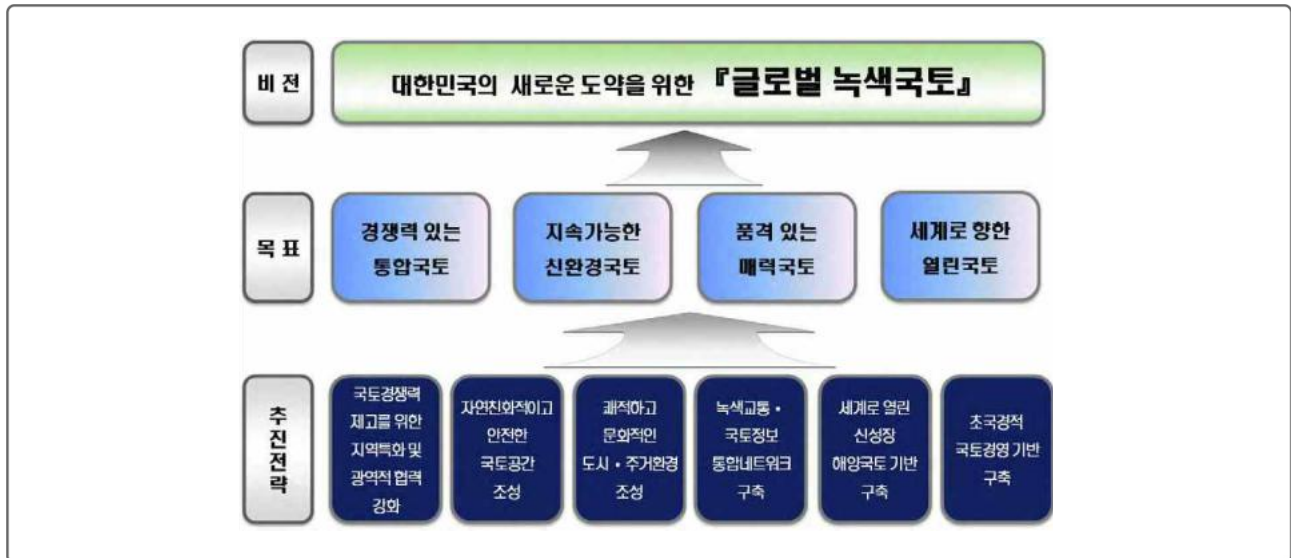 비 전
대한민국의 새로운 도약을 위한 『글로벌 녹색국토』
목 표
경쟁력 있는
통합국토
지속가능한
친환경국토
품격 있는
매력국토
세계로 향한
열린국토
추
진
전
략
국토경쟁력
제고를 위한
지역특화 및
광역적 협력
강화
자연친화적이고
안전한
국토공간
조성
쾌적하고
문화적인
도시・주거환경
조성
녹색교통・
국토정보
통합네트워크
구축
세계로 열린
신성장
해양국토 기반
구축
초국경적
국토경영 기반
구축